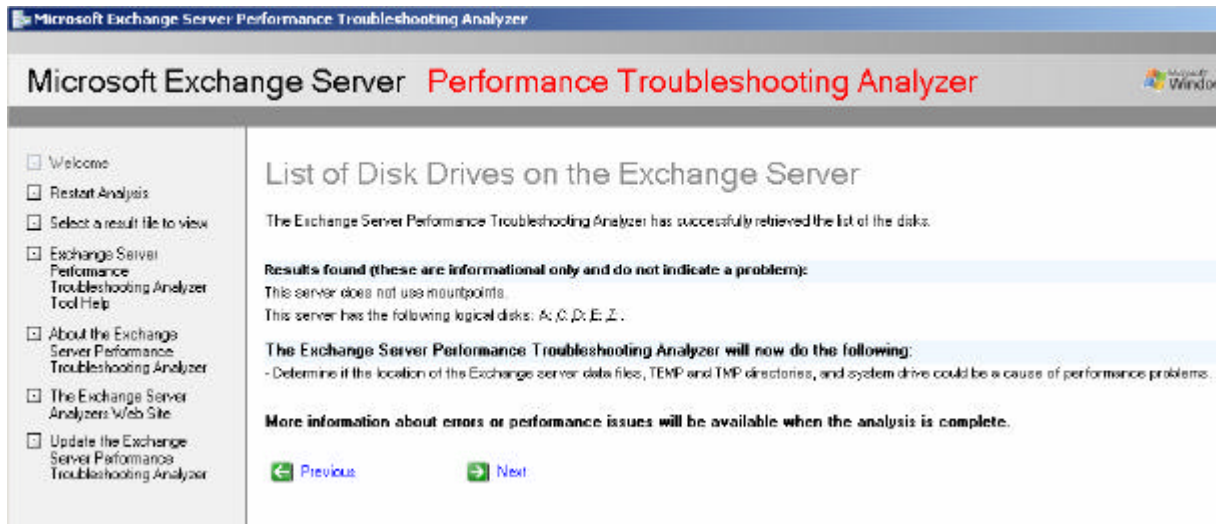 Microsoft Exchange Server Performance Troubleshooting Analyzer
Microsoft Exchange Server Performance Troubleshooting Analyzer
Microsoft
Windo
Welcome
Restart Analysis
Select a result file to view
Exchange Server
Performance
Troubleshooting Analyzer
Tool Help
About the Exchange
Server Performance
Troubleshooting Analyzer
The Exchange Server
Analyzers Web Site
Update the Exchange
Server Performance
Troubleshooting Analyzer
List of Disk Drives on the Exchange Server
The Exchange Server Performance Troubleshooting Analyzer has successfully retrieved the list of the disks.
Results found (these are informational only and do not indicate a problem):
This server does not use mountpoints.
This server has the following logical disks: A:,C:,D:,E:,Z:.
The Exchange Server Performance Troubleshooting Analyzer will now do the following:
- Determine if the location of the Exchange server data files, TEMP and TMP directories, and system drive could be a cause of performance problems.
More information about errors or performance issues will be available when the analysis is complete.
Previous
Next